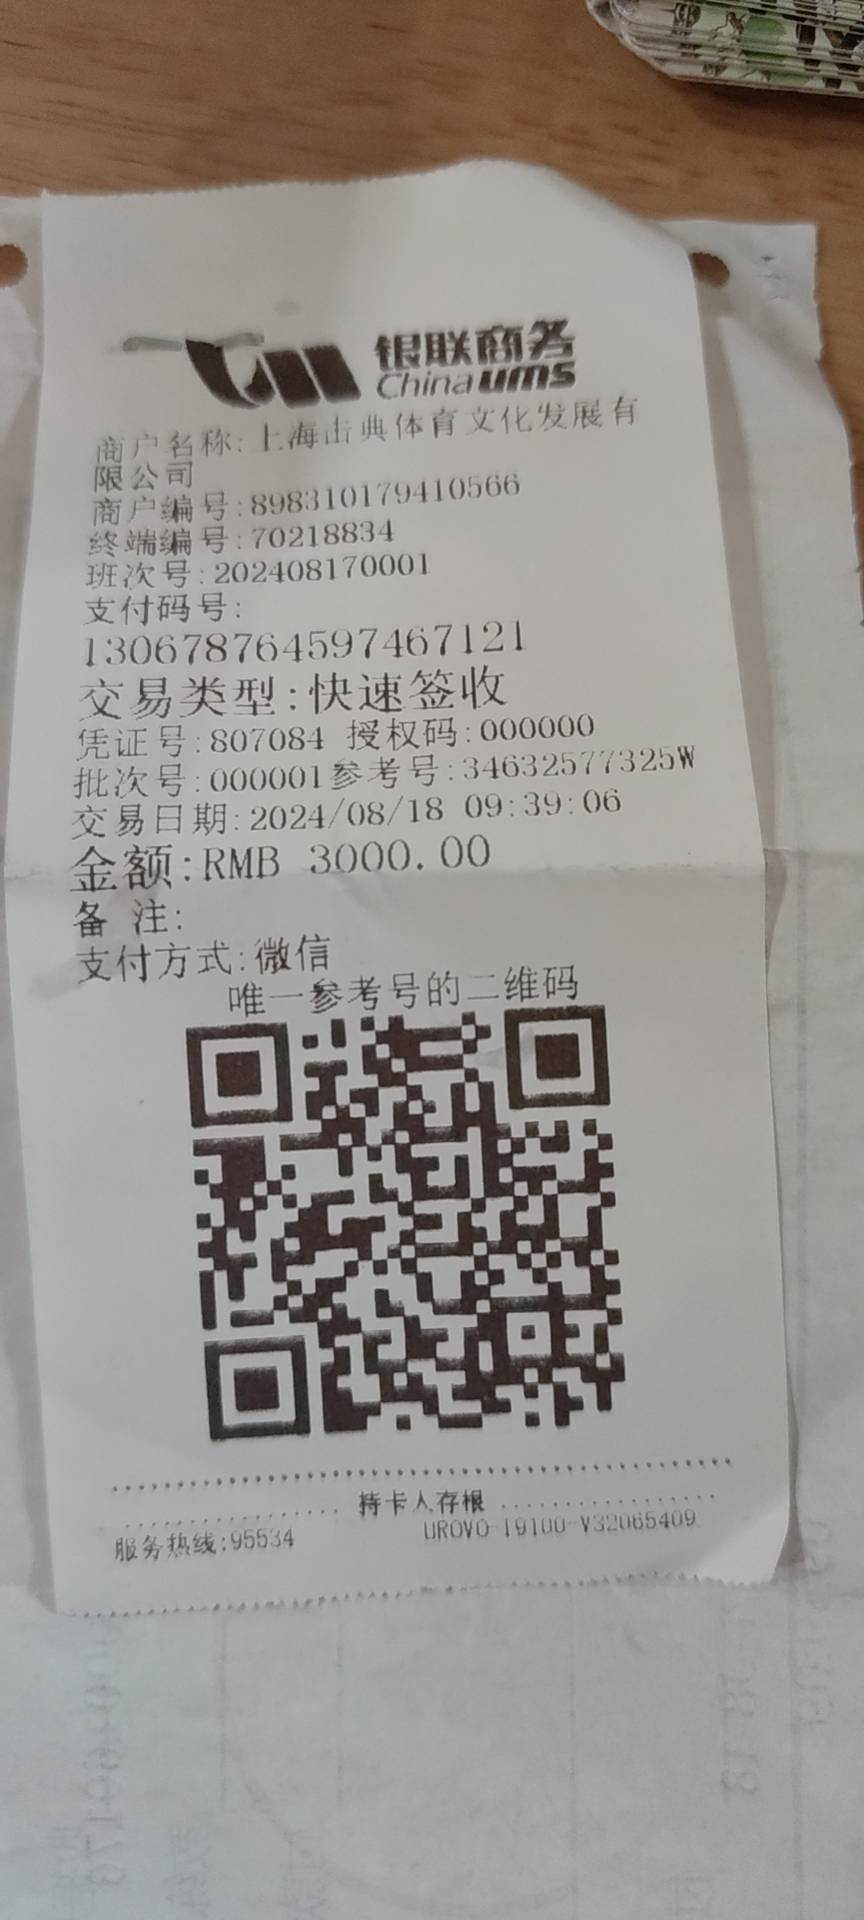 银联商务
Chinaums
商户名称:上海击典体育文化发展有
限公司
商户编号:898310179410566
终端编号:70218834
班次号:202408170001
支付码号:
130678764597467121
交易类型:快速签收
凭证号:807084 授权码:000000
批次号:000001参考号:34632577325W
交易日期:2024/08/18 09:39:06
金额:RMB 3000.00
备 注:
支付方式:微信
唯一参考号的二维码
持卡人存根
服务热线:95534
UROVO-I9100-V32065409